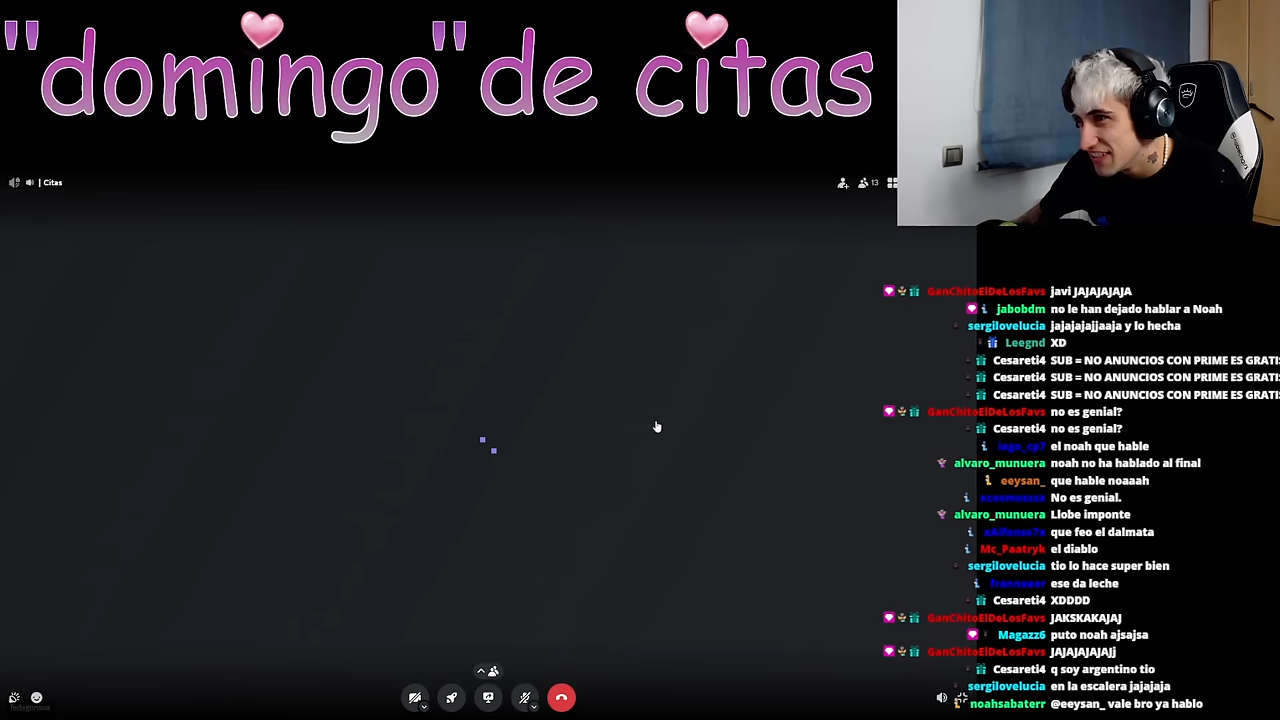 "domingo" de citas
| Citas
13
GanChitoElDeLosFavs javi JAJAJAJAJA
jabobdm no le han dejado hablar a Noah
sergilovelucia jajajajjaaja y lo hecha
Leegnd XD
Cesareti4 SUB = NO ANUNCIOS CON PRIME ES GRATIS
Cesareti4 SUB = NO ANUNCIOS CON PRIME ES GRATIS
Cesareti4 SUB = NO ANUNCIOS CON PRIME ES GRATIS
GanChitoElDeLosFavs no es genial?
Cesareti4 no es genial?
iago_cp7 el noah que hable
alvaro_munuera noah no ha hablado al final
eeysan_ que hable noaaah
No es genial.
alvaro_munuera Llobe imponte
que feo el dalmata
Mc_Paatryk el diablo
sergilovelucia tio lo hace super bien
ese da leche
Cesareti4 XDDDD
GanChitoElDeLosFavs JAKSKAKAJAJ
Magazz6 puto noah ajsajsa
GanChitoElDeLosFavs JAJAJAJAJAJj
Cesareti4 q soy argentino tio
sergilovelucia en la escalera jajajaja
noahsabaterr @eeysan_ vale bro ya hablo